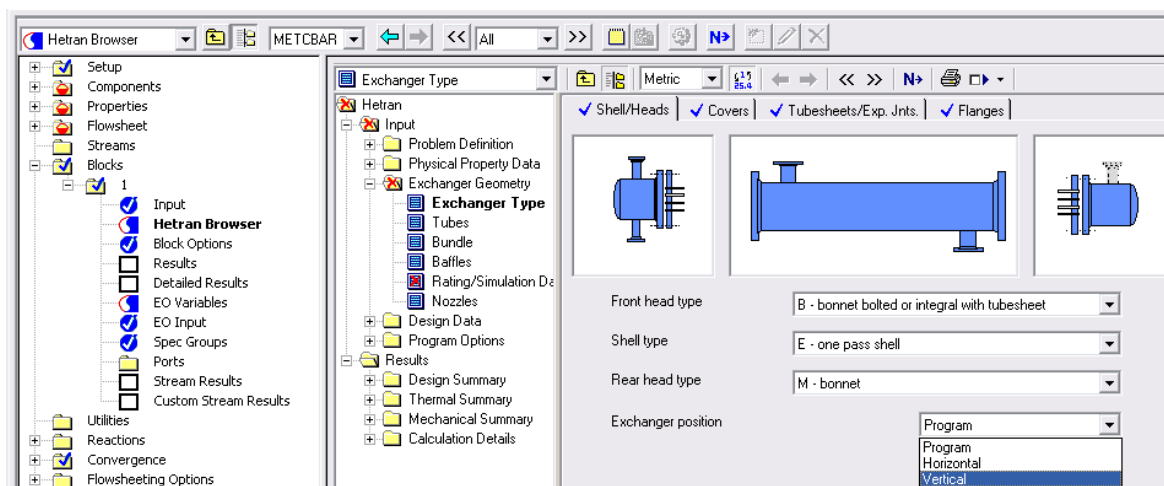 Hetran Browser METCBAR All N>
Setup
Components
Properties
Flowsheet
Streams
Blocks
1
Input
Hetran Browser
Block Options
Results
Detailed Results
EO Variables
EO Input
Spec Groups
Ports
Stream Results
Custom Stream Results
Utilities
Reactions
Convergence
Flowsheeting Options
Exchanger Type Metric N>
Hetran
Input
Problem Definition
Physical Property Data
Exchanger Geometry
Exchanger Type
Tubes
Bundle
Baffles
Rating/Simulation Da
Nozzles
Design Data
Program Options
Results
Design Summary
Thermal Summary
Mechanical Summary
Calculation Details
Shell/Heads Covers Tubesheets/Exp. Jnts. Flanges
Front head type B - bonnet bolted or integral with tubesheet
Shell type E - one pass shell
Rear head type M - bonnet
Exchanger position Program
Program
Horizontal
Vertical